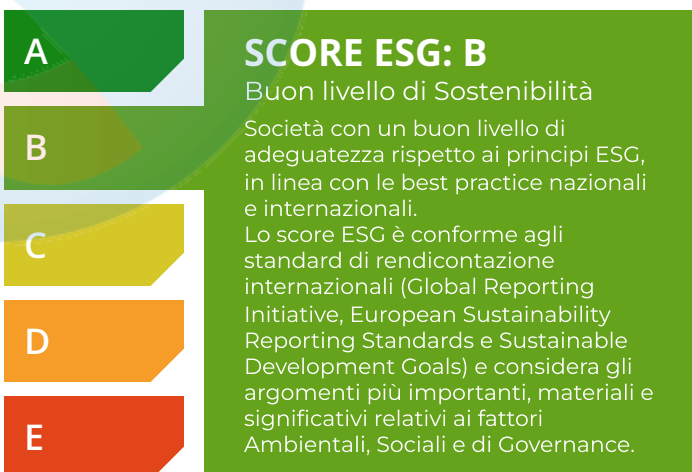 A
B
C
D
E
SCORE ESG: B
Buon livello di Sostenibilità
Società con un buon livello di
adeguatezza rispetto ai principi ESG,
in linea con le best practice nazionali
e internazionali.
Lo score ESG è conforme agli
standard di rendicontazione
internazionali (Global Reporting
Initiative, European Sustainability
Reporting Standards e Sustainable
Development Goals) e considera gli
argomenti più importanti, materiali e
significativi relativi ai fattori
Ambientali, Sociali e di Governance.